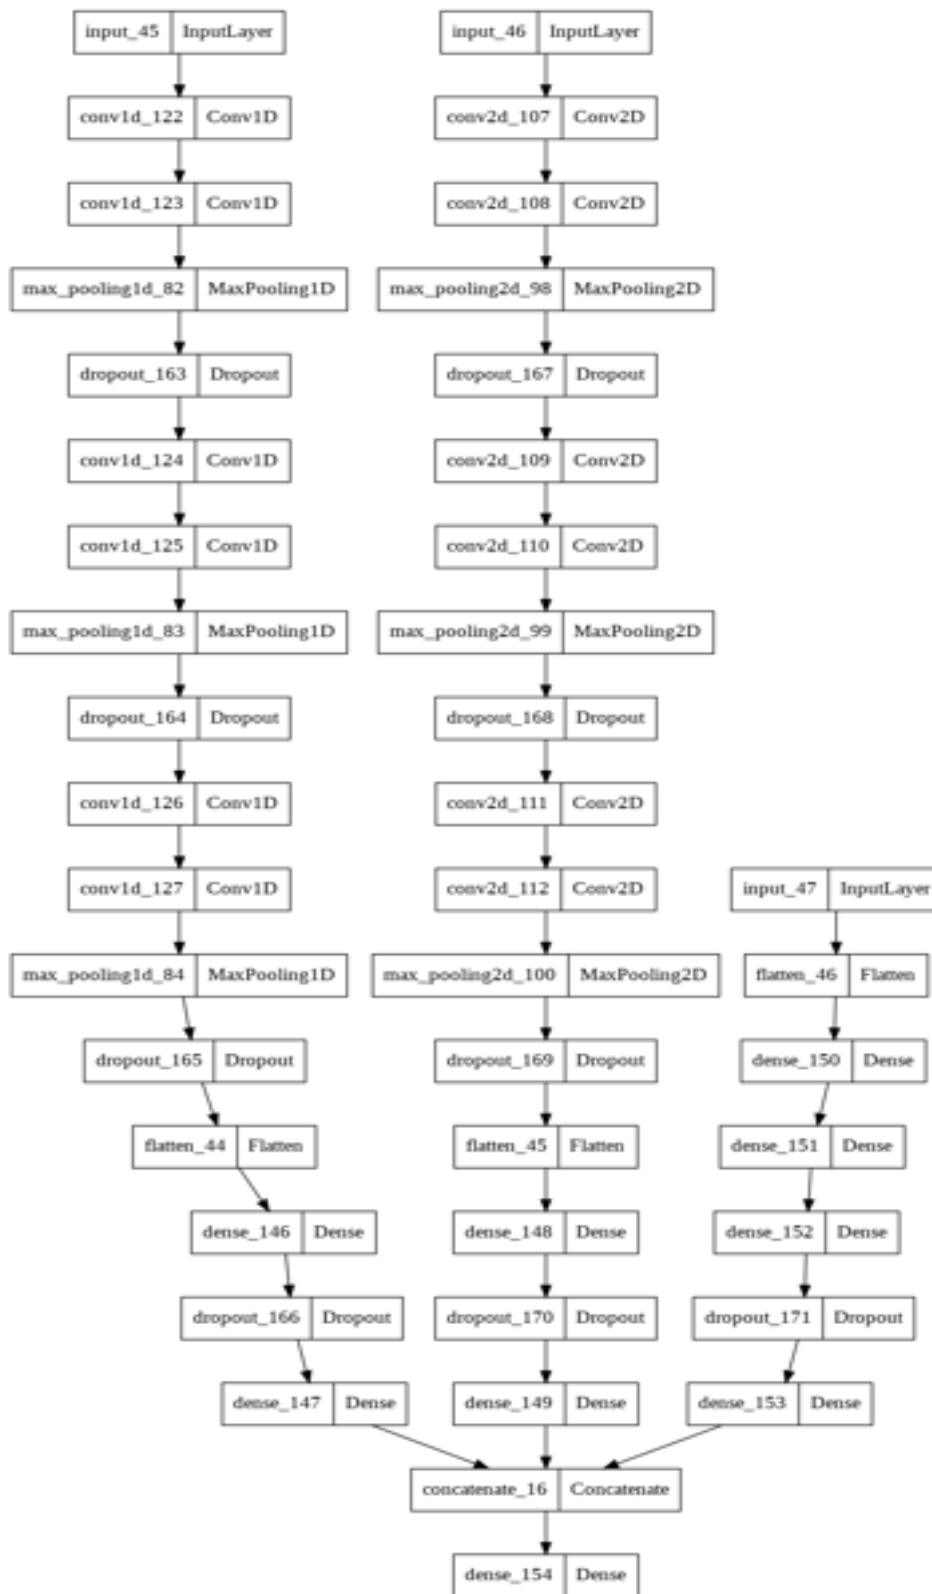 input_45 InputLayer input_46 InputLayer
conv1d_122 Conv1D conv2d_107 Conv2D
conv1d_123 Conv1D conv2d_108 Conv2D
max_pooling1d_82 MaxPooling1D max_pooling2d_98 MaxPooling2D
dropout_163 Dropout dropout_167 Dropout
conv1d_124 Conv1D conv2d_109 Conv2D
conv1d_125 Conv1D conv2d_110 Conv2D
max_pooling1d_83 MaxPooling1D max_pooling2d_99 MaxPooling2D
dropout_164 Dropout dropout_168 Dropout
conv1d_126 Conv1D conv2d_111 Conv2D
conv1d_127 Conv1D conv2d_112 Conv2D input_47 InputLayer
max_pooling1d_84 MaxPooling1D max_pooling2d_100 MaxPooling2D flatten_46 Flatten
dropout_165 Dropout dropout_169 Dropout dense_150 Dense
flatten_44 Flatten flatten_45 Flatten dense_151 Dense
dense_146 Dense dense_148 Dense dense_152 Dense
dropout_166 Dropout dropout_170 Dropout dropout_171 Dropout
dense_147 Dense dense_149 Dense dense_153 Dense
concatenate_16 Concatenate
dense_154 Dense